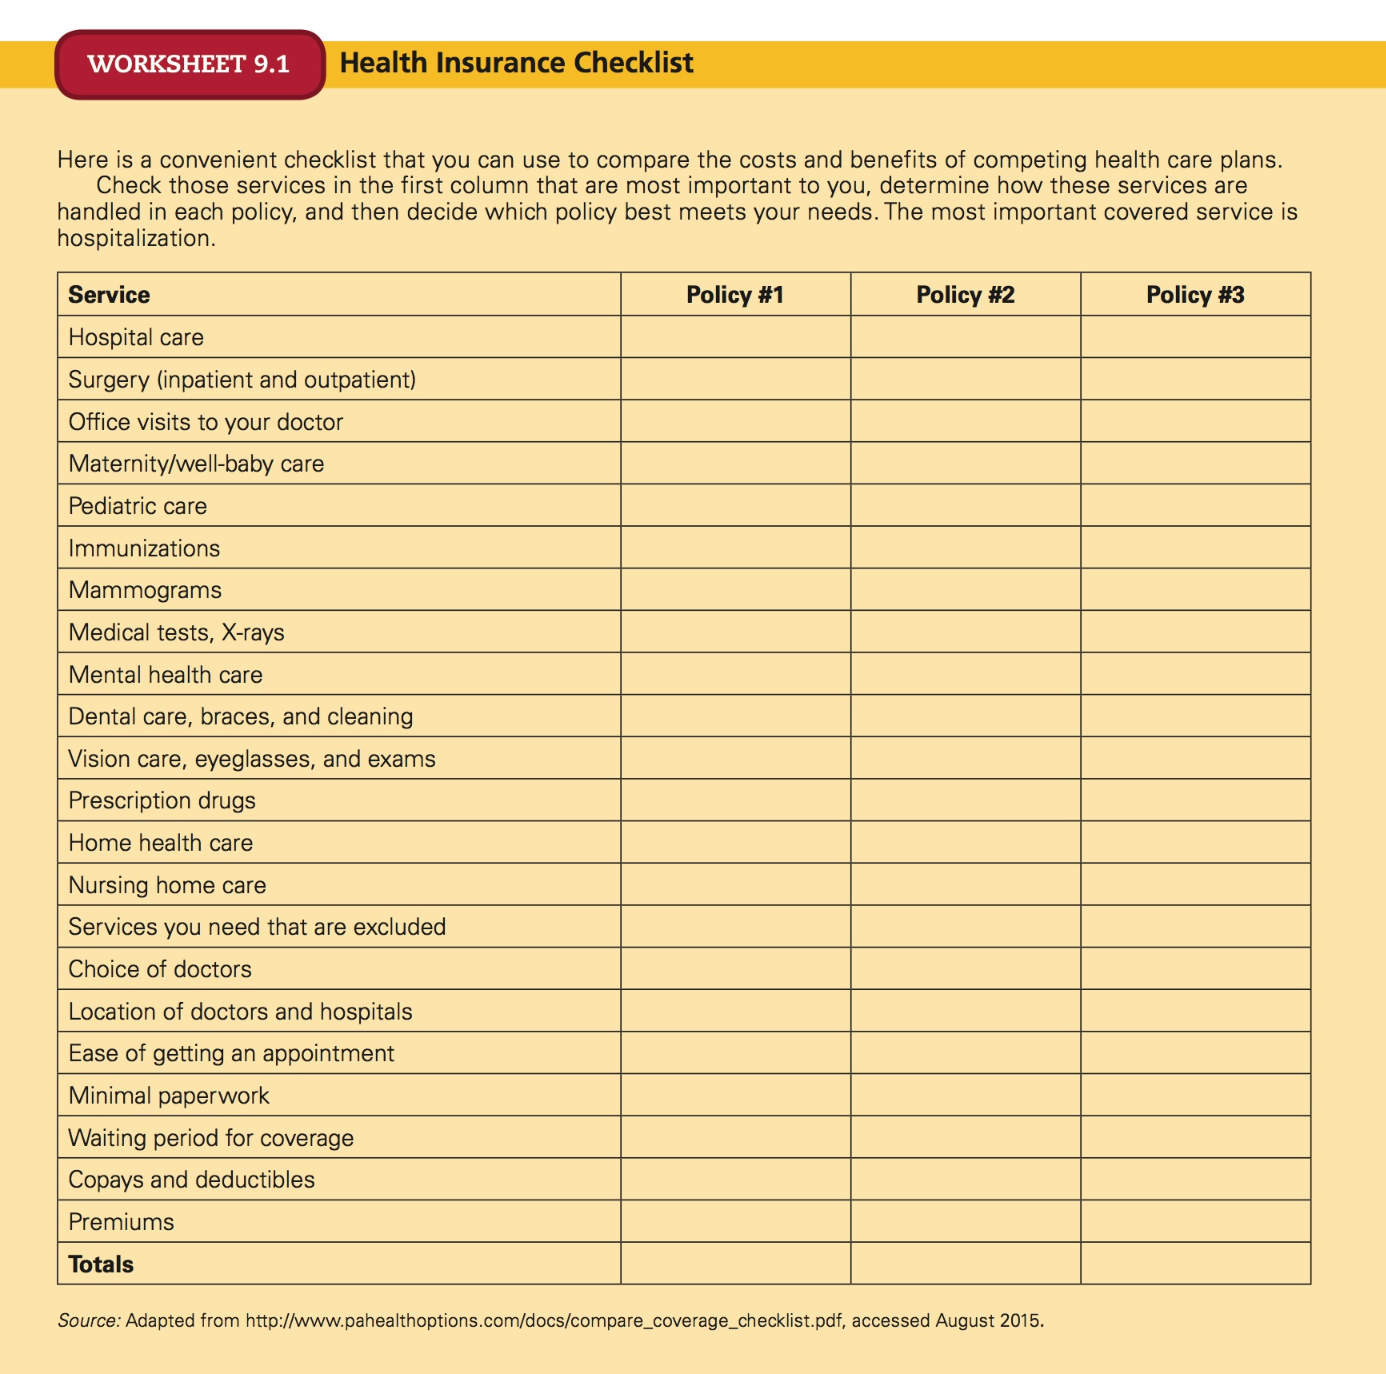 WORKSHEET 9.1 Health Insurance Checklist
Here is a convenient checklist that you can use to compare the costs and benefits of competing health care plans.
Check those services in the first column that are most important to you, determine how these services are
handled in each policy, and then decide which policy best meets your needs. The most important covered service is
hospitalization.
Service Policy #1 Policy #2 Policy #3
Hospital care
Surgery (inpatient and outpatient)
Office visits to your doctor
Maternity/well-baby care
Pediatric care
Immunizations
Mammograms
Medical tests, X-rays
Mental health care
Dental care, braces, and cleaning
Vision care, eyeglasses, and exams
Prescription drugs
Home health care
Nursing home care
Services you need that are excluded
Choice of doctors
Location of doctors and hospitals
Ease of getting an appointment
Minimal paperwork
Waiting period for coverage
Copays and deductibles
Premiums
Totals
Source: Adapted from http://www.pahealthoptions.com/docs/compare_coverage_checklist.pdf, accessed August 2015.